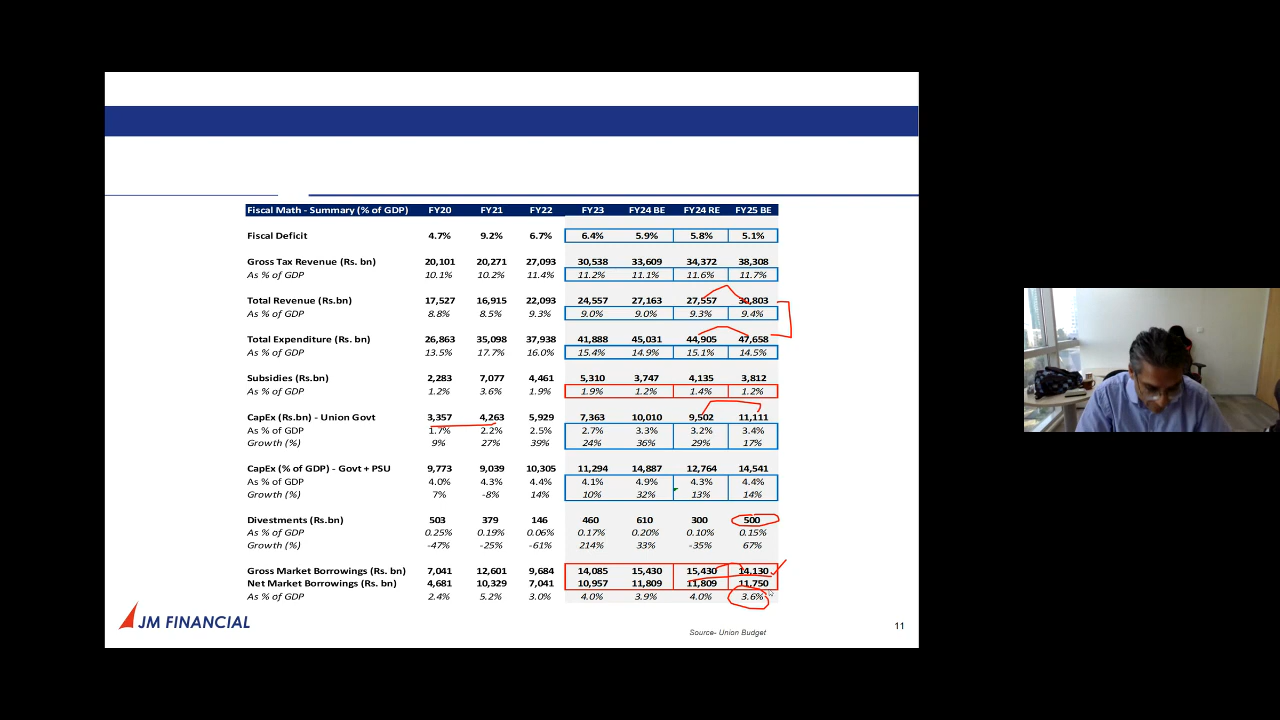 Fiscal Math - Summary (% of GDP) FY20 FY21 FY22 FY23 FY24 BE FY24 RE FY25 BE
Fiscal Deficit 4.7% 9.2% 6.7% 6.4% 5.9% 5.8% 5.1%
Gross Tax Revenue (Rs. bn) 20,101 20,271 27,093 30,538 33,609 34,372 38,308
As % of GDP 10.1% 10.2% 11.4% 11.2% 11.1% 11.6% 11.7%
Total Revenue (Rs.bn) 17,527 16,915 22,093 24,557 27,163 27,557 30,803
As % of GDP 8.8% 8.5% 9.3% 9.0% 9.0% 9.3% 9.4%
Total Expenditure (Rs. bn) 26,863 35,098 37,938 41,888 45,031 44,905 47,658
As % of GDP 13.5% 17.7% 16.0% 15.4% 14.9% 15.1% 14.5%
Subsidies (Rs.bn) 2,283 7,077 4,461 5,310 3,747 4,135 3,812
As % of GDP 1.2% 3.6% 1.9% 1.9% 1.2% 1.4% 1.2%
CapEx (Rs.bn) - Union Govt 3,357 4,263 5,929 7,363 10,010 9,502 11,111
As % of GDP 1.7% 2.2% 2.5% 2.7% 3.3% 3.2% 3.4%
Growth (%) 9% 27% 39% 24% 36% 29% 17%
CapEx (% of GDP) - Govt + PSU 9,773 9,039 10,305 11,294 14,887 12,764 14,541
As % of GDP 4.0% 4.3% 4.4% 4.1% 4.9% 4.3% 4.4%
Growth (%) 7% -8% 14% 10% 32% 13% 14%
Divestments (Rs.bn) 503 379 146 460 610 300 500
As % of GDP 0.25% 0.19% 0.06% 0.17% 0.20% 0.10% 0.15%
Growth (%) -47% -25% -61% 214% 33% -35% 67%
Gross Market Borrowings (Rs. bn) 7,041 12,601 9,684 14,085 15,430 15,430 14,130
Net Market Borrowings (Rs. bn) 4,681 10,329 7,041 10,957 11,809 11,809 11,750
As % of GDP 2.4% 5.2% 3.0% 4.0% 3.9% 4.0% 3.6%
JM FINANCIAL
Source- Union Budget
11